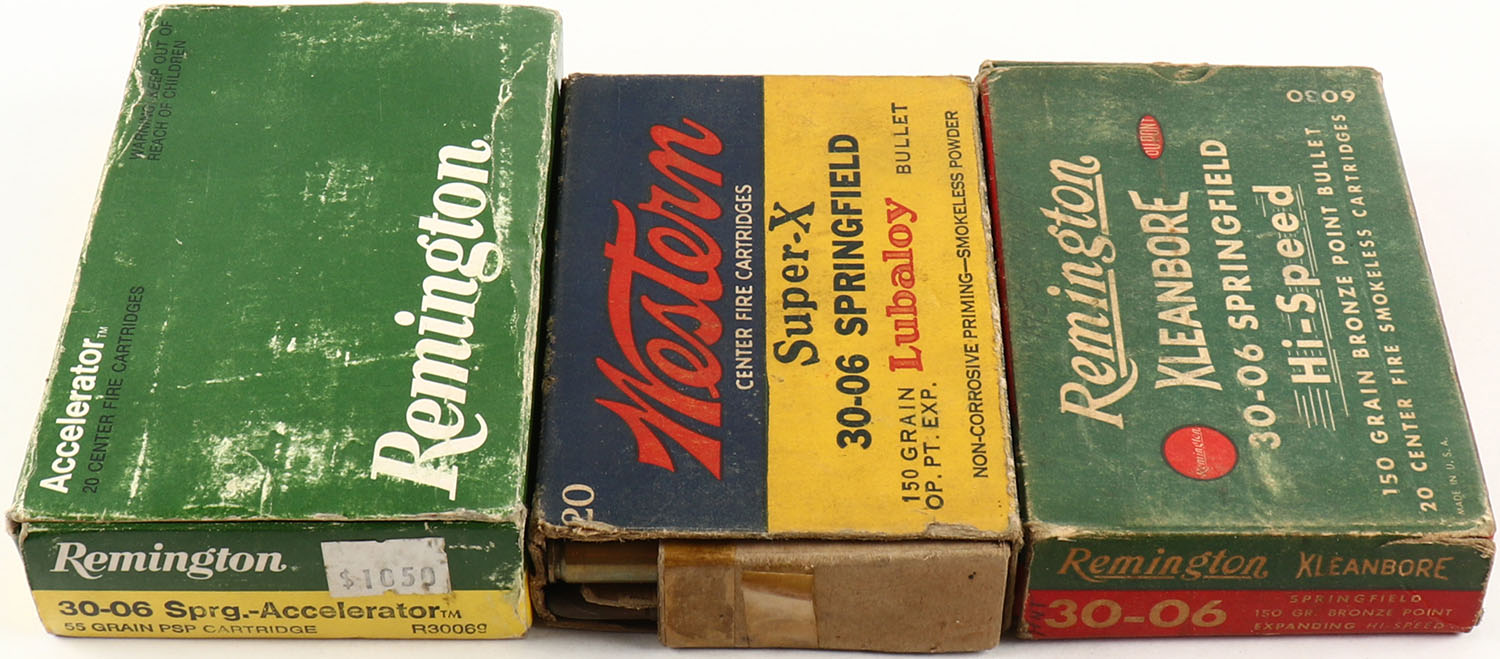 WARNING: KEEP OUT OF
REACH OF CHILDREN
Accelerator™
20 CENTER FIRE CARTRIDGES
Remington®
Remington®
$1050
30-06 Sprg.-Accelerator™
55 GRAIN PSP CARTRIDGE R30069
Western
CENTER FIRE CARTRIDGES
20
Super-X
30-06 SPRINGFIELD
150 GRAIN Lubaloy BULLET
OP. PT. EXP.
NON-CORROSIVE PRIMING—SMOKELESS POWDER
6030
Remington
DUPONT
KLEANBORE
30-06 SPRINGFIELD
Hi-Speed
Remington
150 GRAIN BRONZE POINT BULLET
20 CENTER FIRE SMOKELESS CARTRIDGES
MADE IN U.S.A.
Remington KLEANBORE
30-06
SPRINGFIELD
150 GR. BRONZE POINT
EXPANDING HI-SPEED